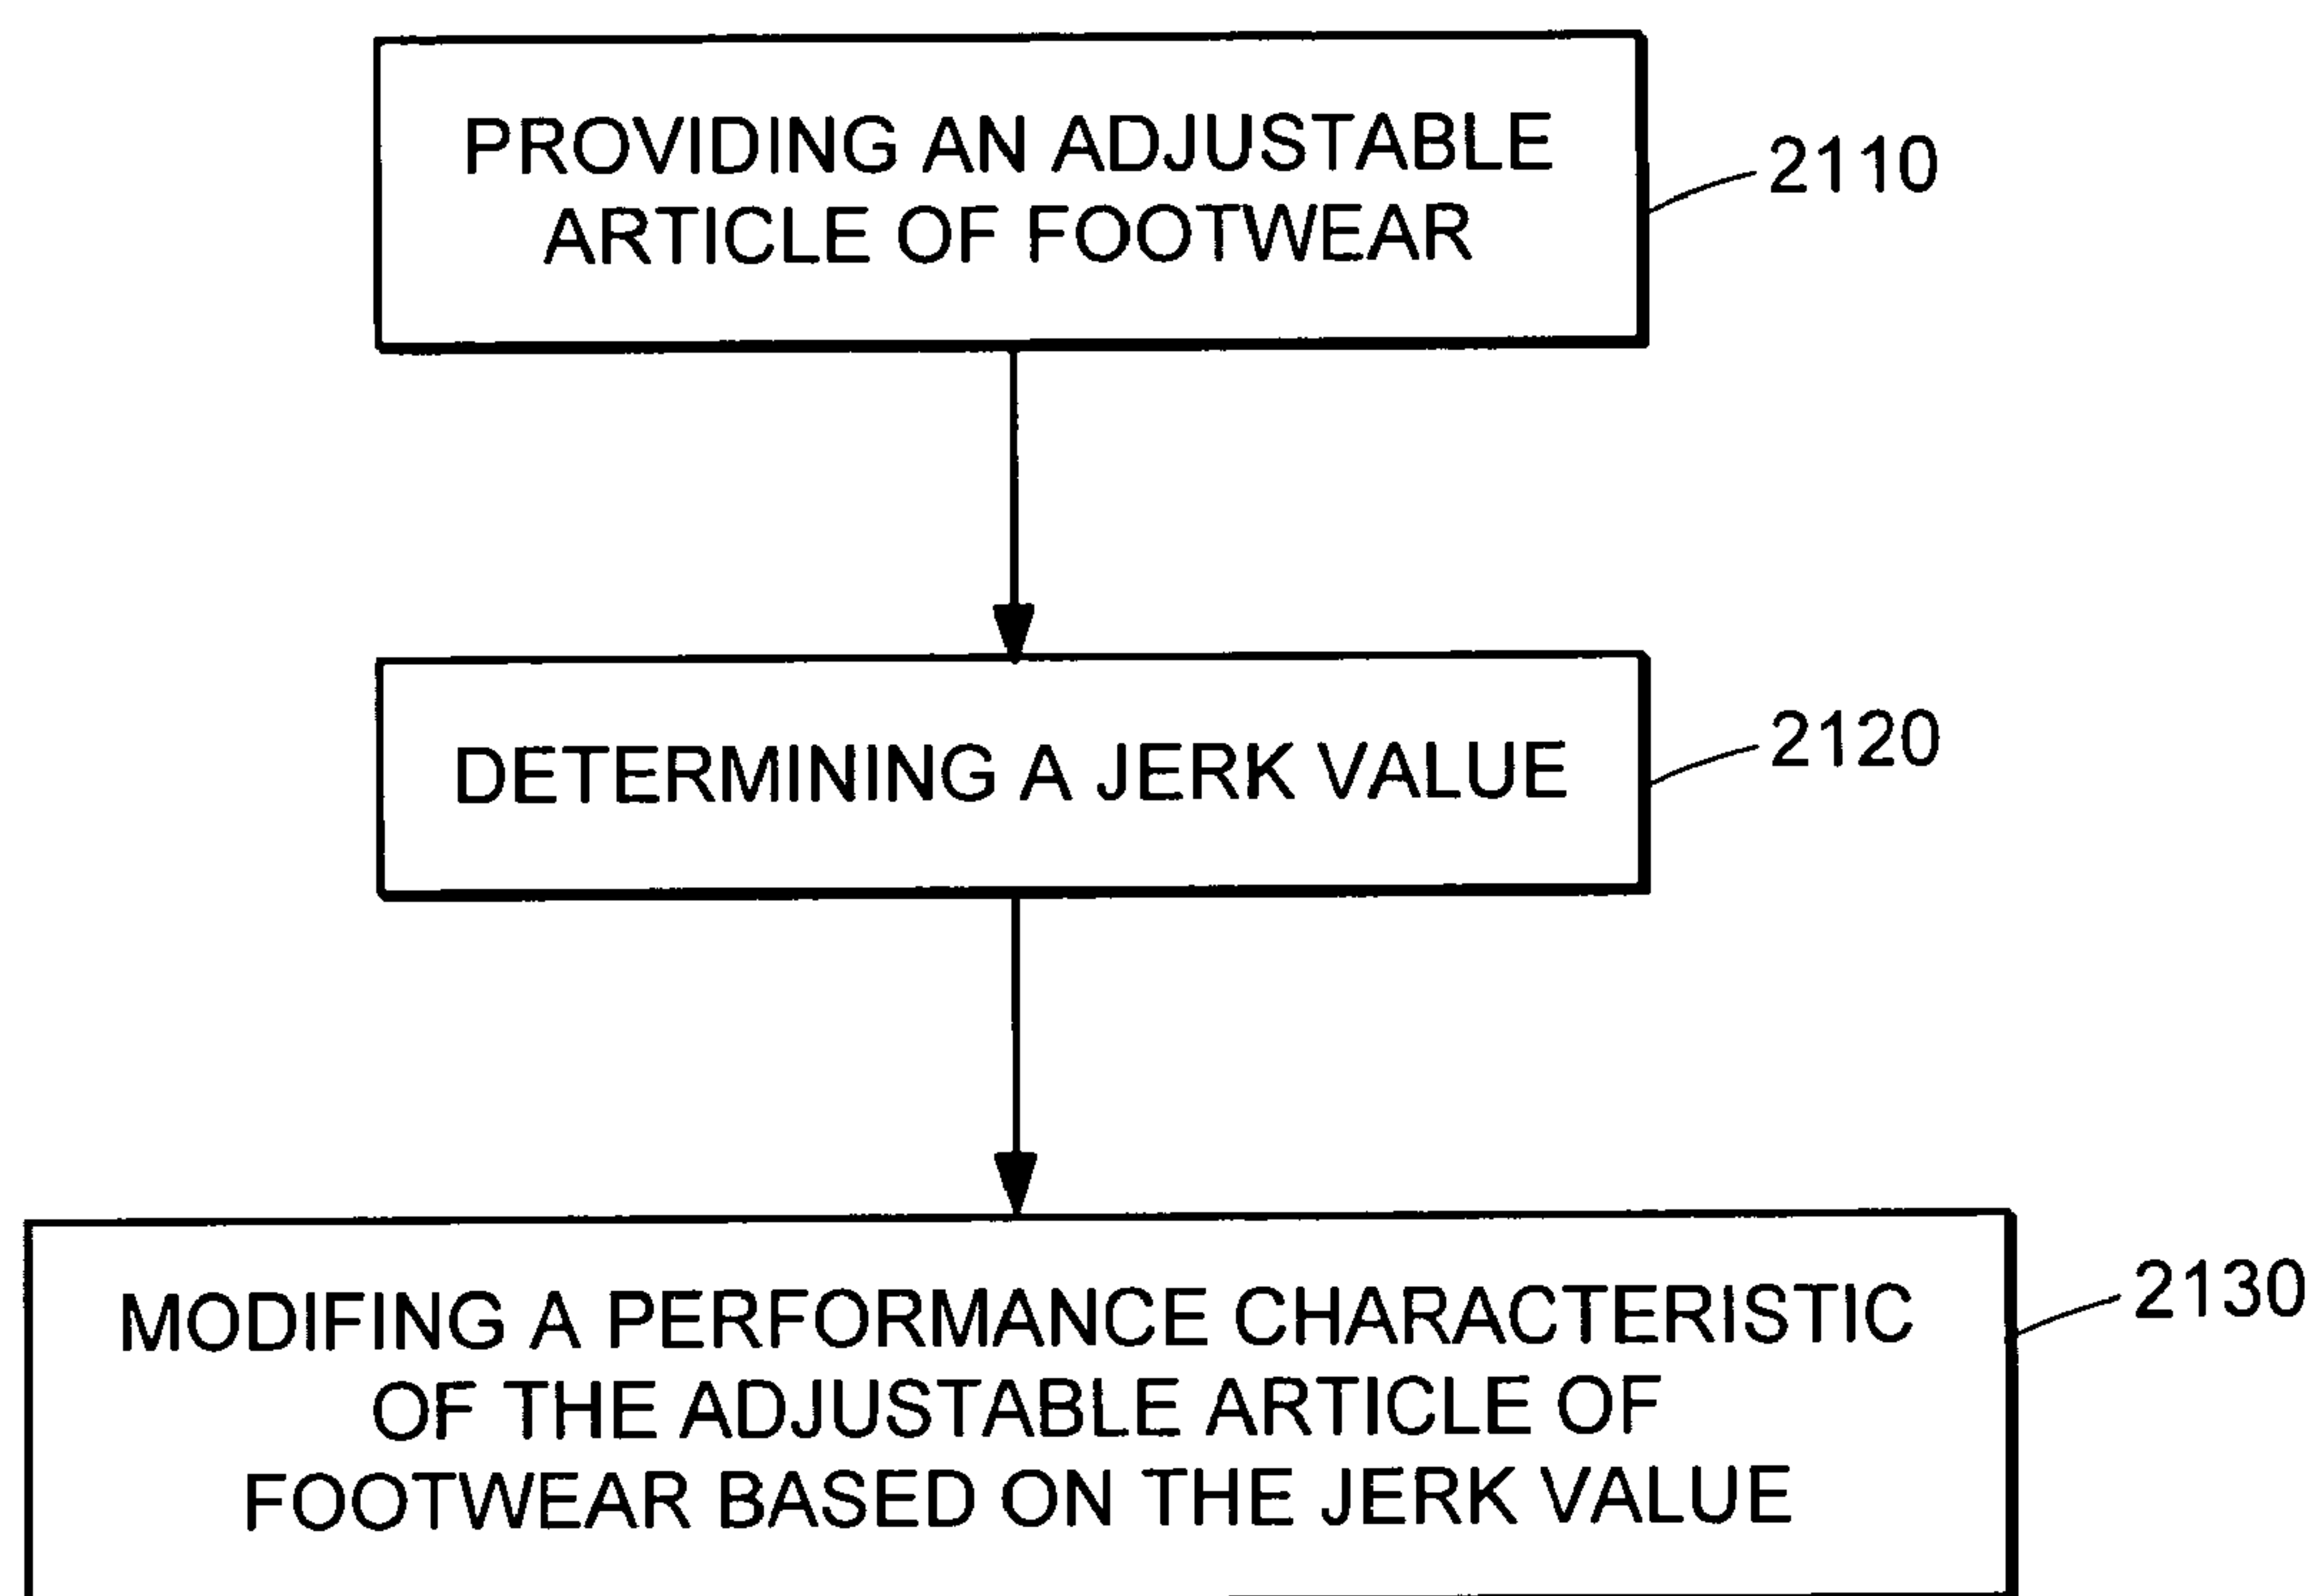 PROVIDING AN ADJUSTABLE
ARTICLE OF FOOTWEAR
2110
DETERMINING A JERK VALUE
2120
MODIFING A PERFORMANCE CHARACTERISTIC
OF THE ADJUSTABLE ARTICLE OF
FOOTWEAR BASED ON THE JERK VALUE
2130